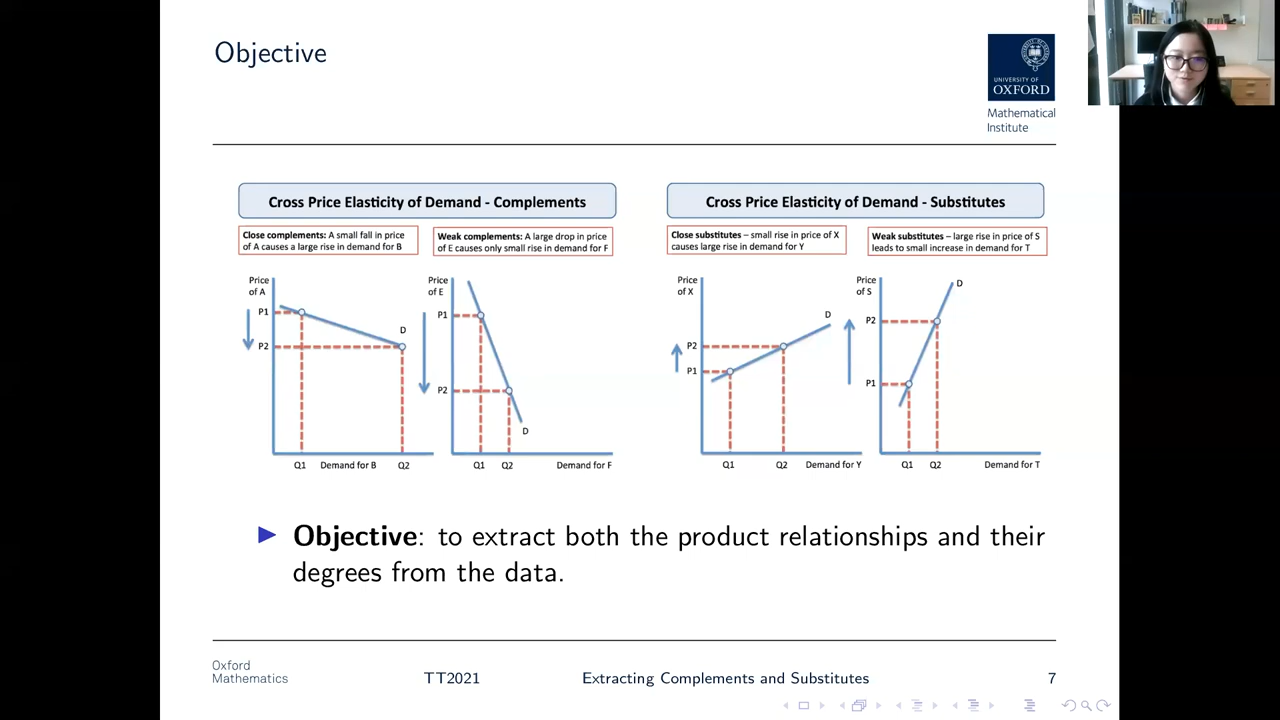 Objective
UNIVERSITY OF
OXFORD
Mathematical
Institute
Cross Price Elasticity of Demand - Complements
Close complements: A small fall in price
of A causes a large rise in demand for B
Weak complements: A large drop in price
of E causes only small rise in demand for F
Price
of A
P1
P2
D
Q1
Demand for B
Q2
Price
of E
P1
P2
D
Q1
Q2
Demand for F
Cross Price Elasticity of Demand - Substitutes
Close substitutes – small rise in price of X
causes large rise in demand for Y
Weak substitutes – large rise in price of S
leads to small increase in demand for T
Price
of X
D
P2
P1
Q1
Q2
Demand for Y
Price
of S
D
P2
P1
Q1
Q2
Demand for T
Objective: to extract both the product relationships and their
degrees from the data.
Oxford
Mathematics
TT2021
Extracting Complements and Substitutes
7